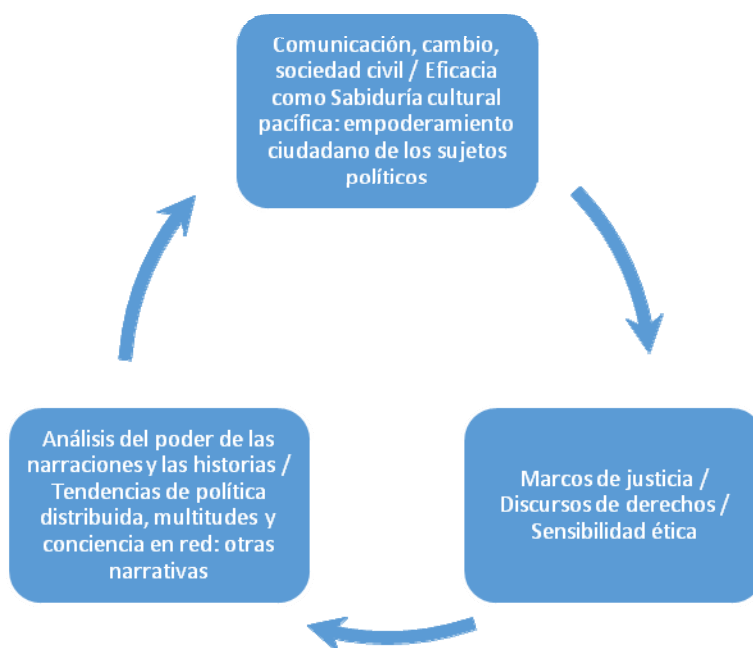 Comunicación, cambio,
sociedad civil / Eficacia
como Sabiduría cultural
pacífica: empoderamiento
ciudadano de los sujetos
políticos
Marcos de justicia /
Discursos de derechos /
Sensibilidad ética
Análisis del poder de las
narraciones y las historias /
Tendencias de política
distribuida, multitudes y
conciencia en red: otras
narrativas